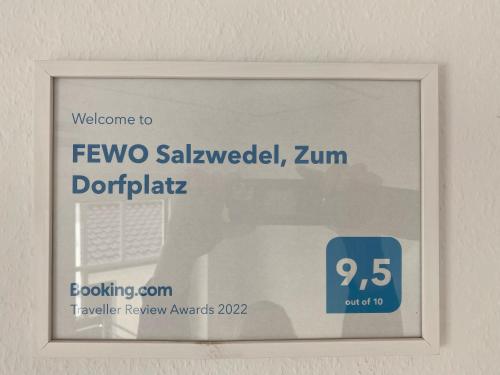 Welcome to
FEWO Salzwedel, Zum
Dorfplatz
9,5
out of 10
Booking.com
Traveller Review Awards 2022